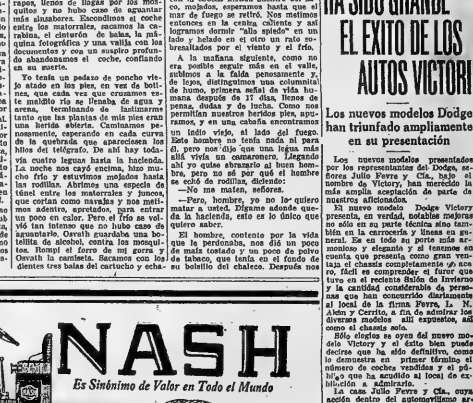 rapas, llenos de llagas por los mos-
quitos y no hubo caso de aguantar
más alasabara. Escondimos el coche
entre los matorrales, sacamos la ca-
rabina, el cinturón de balas, la má-
quina fotográfica y una valija con los
documentos y con un suspiro profun-
do abandonamos el coche, confiando
en su suerte.
Yo tenía un pedazo de poncho vie-
jo atado en los pies, en vez de boti-
nes, que cada vez que cruzamos es-
te maldito río se llenaba de agua y
arena, terminando de lastimarme
tanto que las plantas de mis pies eran
una herida abierta. Caminamos pe-
nosamente, esperando en cada curva
de la quebrada que apareciesen los
hilos del telégrafo. De ahí hay toda-
vía cuatro leguas hasta la hacienda.
La noche nos cayó encima, hizo mu-
cho frío y estuvimos mojados hasta
las rodillas. Abrimos una especie de
túnel entre los matorrales y juncos,
que cortan como navajas y nos meti-
mos adentro, apretados, para entrar
un poco en calor. Pero el frío se vol-
vió tan intenso que no hubo caso de
aguantarlo. Osvath guardaba una bo-
tellita de alcohol, contra los mosqui-
tos. Rompí el forro de mi gorra y
Osvath la camiseta. Sacamos con los
dientres tres balas del cartucho y echa-
co, mojadas, esperamos hasta que el
mar de fuego se retiró. Nos metimos
entonces en la ceniza caliente y así
logramos dormir "allo spiedo" en un
lado y helado en el otro un rato so-
bresaltados por el viento y el frío.
A la mañana siguiente, como no
era posible seguir más en el valle,
subimos a la falda penosamente y,
de lejos, distinguimos una columnita
de humo, primera señal de vida hu-
mana después de 17 días, llenos de
penas, dudas y de lucha. Como nos
permitían nuestros heridos pies, apu-
ramos, y en una cañada encontramos
un indio viejo, al lado del fuego.
Este hombre no tenía nada para
él, pero nos dijo que una legua más
allá vivía un camaronero. Llegando
ahí yo quise abrazarlo al buen hom-
bre, pero no sé por qué el hombre
se echó de rodillas, diciendo:
—No me maten, señores.
—Pero, hombre, yo no lo quiero
matar a usted. Díganme adonde que-
da la hacienda, esto es lo único que
quiero saber.
El hombre, contento por la vida
que le perdonabas, nos dió un poco
de maíz tostado y un poco de polvo
de tabaco, que tenía en el fondo de
su bolsillo del chaleco. Después nos
HA SIDO GRANDE
EL EXITO DE LOS
AUTOS VICTORI
Los nuevos modelos Dodge
han triunfado ampliamente
en su presentación
Los nuevos modelos presentados
por los representantes del Dodge, se-
ñores Julio Fevre y Cía., bajo el
nombre de Victory, han merecido la
más amplia aceptación de parte de
nuestros aficionados.
El nuevo modelo Dodge Victory
presenta, en verdad, notables mejoras
no sólo en su parte técnica sino tam-
bién en la carrocería y líneas en ge-
neral. Es en todo su porte más ar-
monioso y elegante y si tenemos en
cuenta que presenta, como gran ven-
taja el chassis completamente
ro, fácil es comprender el furor que
tuvo en el reciente Salón de Invierno
y la cantidad considerable de perso-
nas que han concurrido diariamente
al local de la firma Fevre, L. N.
Akin y Cerrito, a fin de admirar los
diversos modelos allí expuestos, así
como el chassis solo.
Sólo elogios se oyen del nuevo mo-
delo Victory y el éxito bien puede
decirse que ha sido definitivo, como
lo demuestra en primer término el
número de coches vendidos y el pú-
blico que ha acudido al local de ex-
hibición a admirarlo.
La casa Julio Fevre y Cía., cuya
acción dentro del automovilismo ar-
NASH
Es Sinónimo de Valor en Todo el Mundo